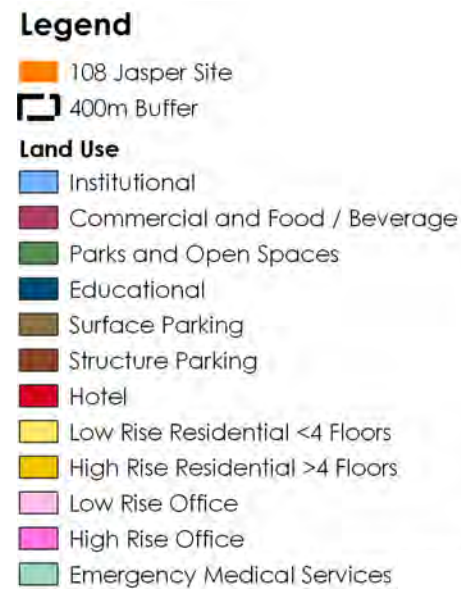 Legend
108 Jasper Site
400m Buffer
Land Use
Institutional
Commercial and Food / Beverage
Parks and Open Spaces
Educational
Surface Parking
Structure Parking
Hotel
Low Rise Residential <4 Floors
High Rise Residential >4 Floors
Low Rise Office
High Rise Office
Emergency Medical Services